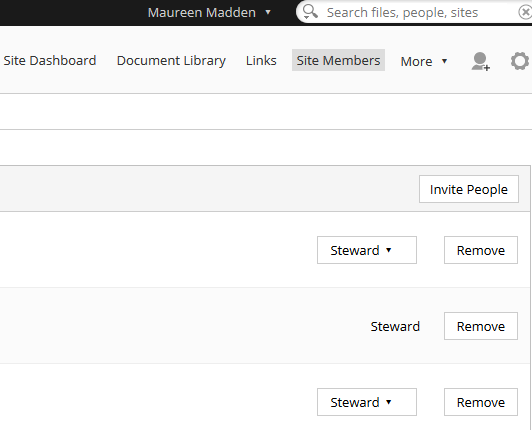 Maureen Madden ▾ Search files, people, sites
Site Dashboard Document Library Links Site Members More ▾
Invite People
Steward ▾ Remove
Steward Remove
Steward ▾ Remove